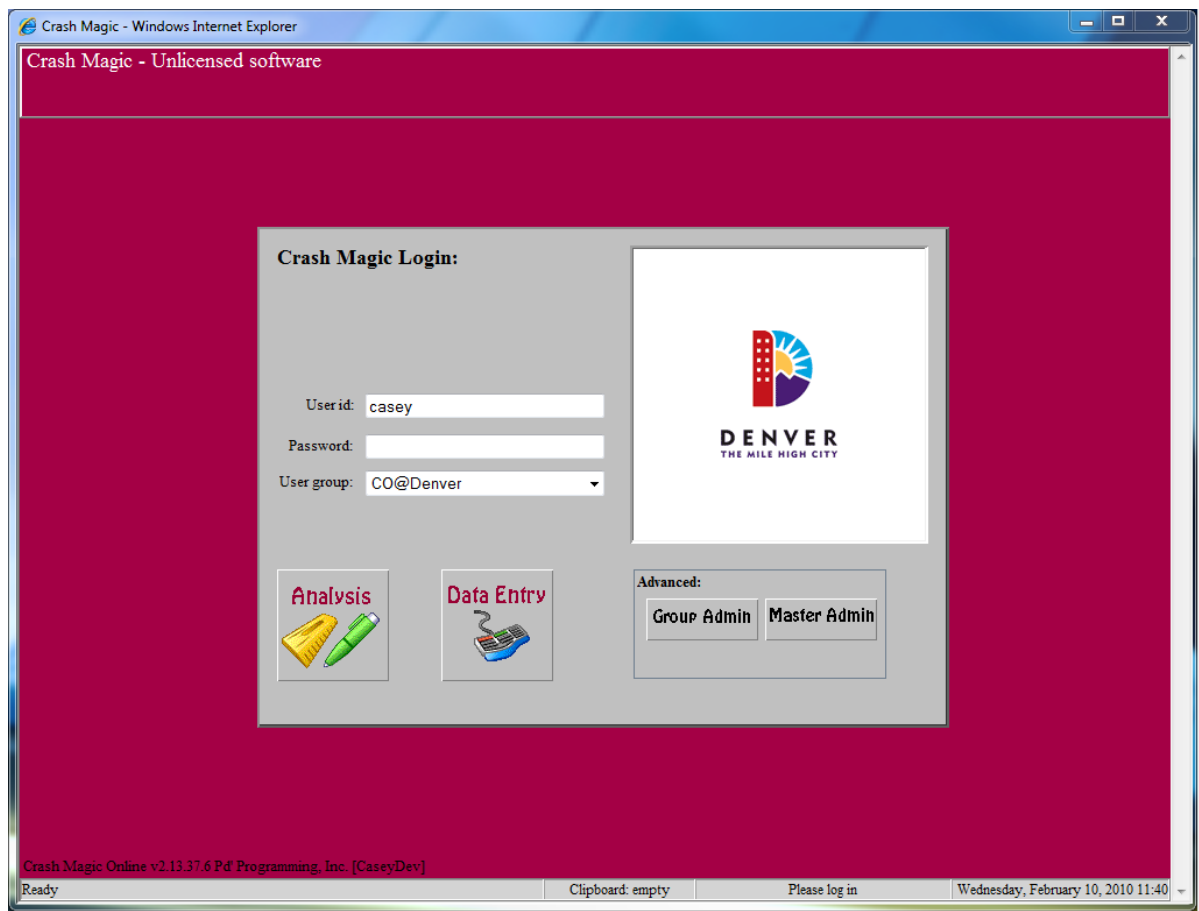 Crash Magic - Windows Internet Explorer
Crash Magic - Unlicensed software
Crash Magic Login:
User id: casey
Password:
User group: CO@Denver
DENVER
THE MILE HIGH CITY
Analysis
Data Entry
Advanced:
Group Admin Master Admin
Crash Magic Online v2.13.37.6 Pd' Programming, Inc. [CaseyDev]
Ready Clipboard: empty Please log in Wednesday, February 10, 2010 11:40